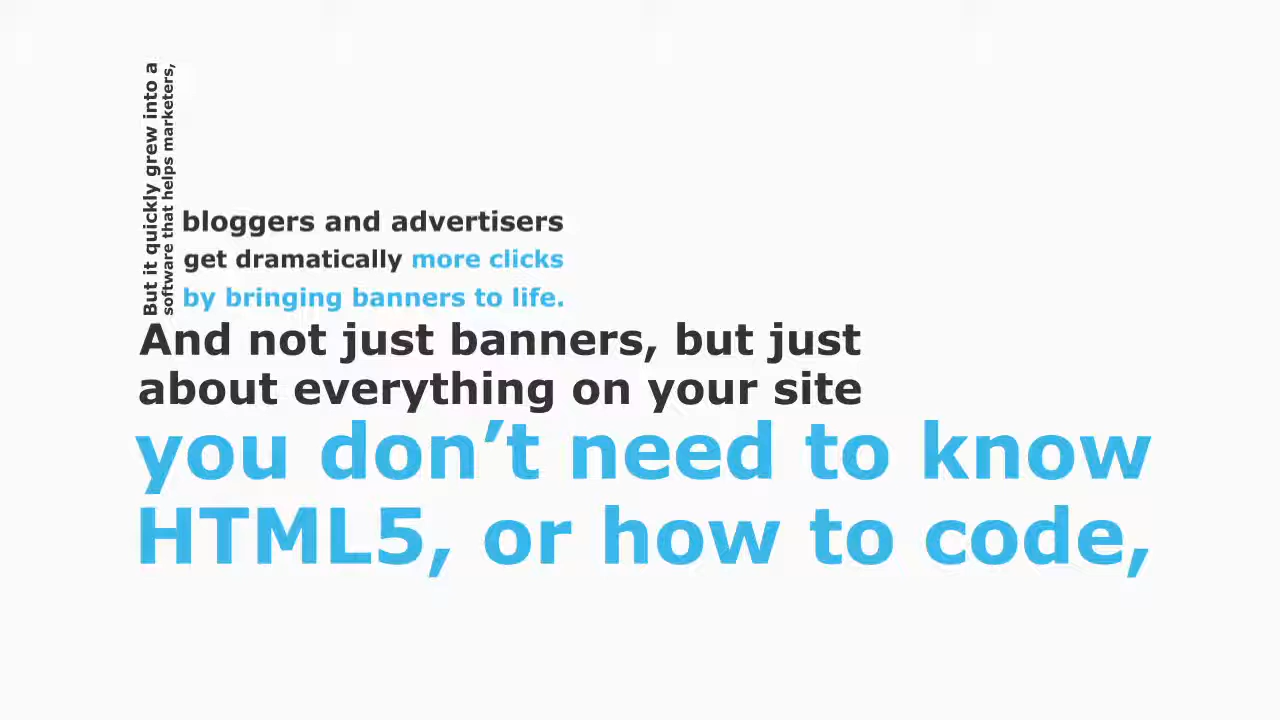 But it quickly grew into a
software that helps marketers,
bloggers and advertisers
get dramatically more clicks
by bringing banners to life.
And not just banners, but just
about everything on your site
you don’t need to know
HTML5, or how to code,